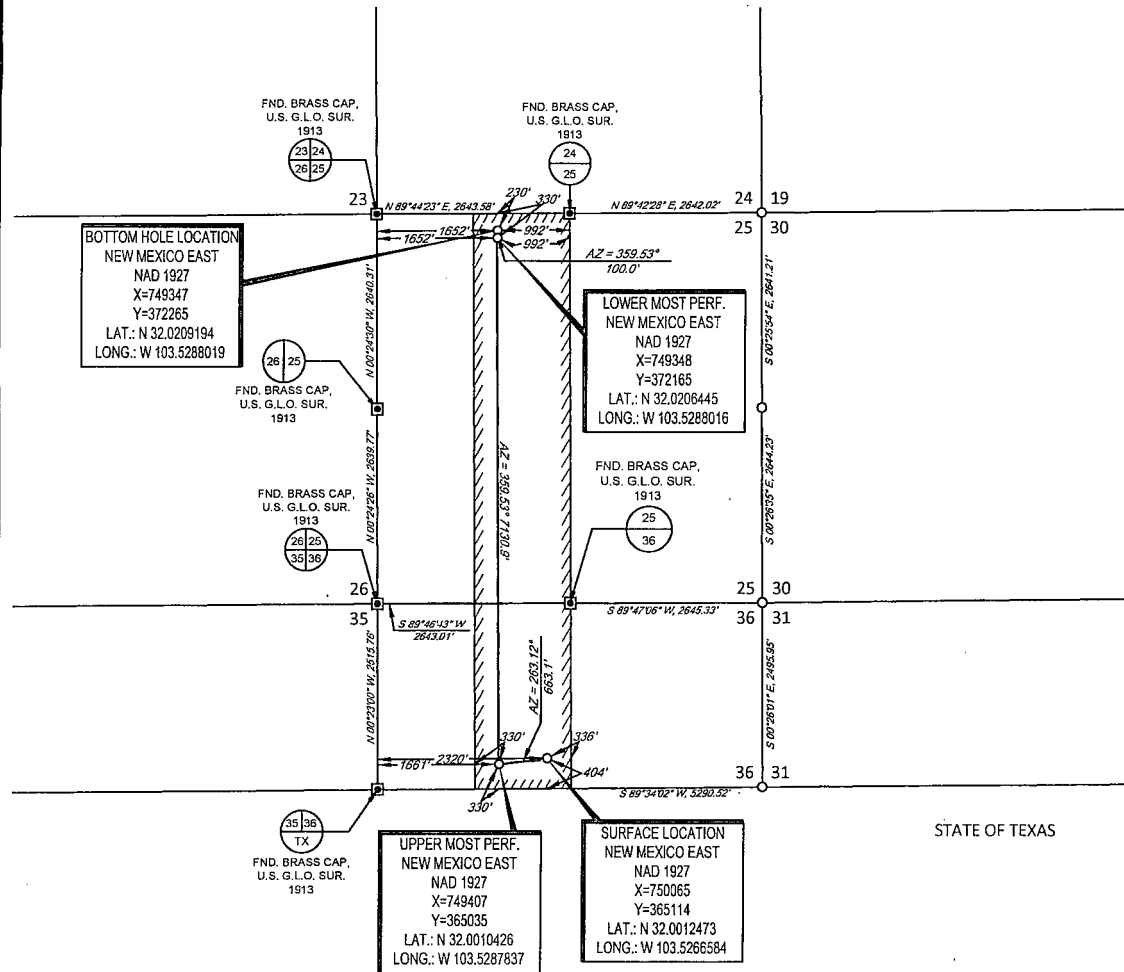 FND. BRASS CAP,
U.S. G.L.O. SUR.
1913
23 24
26 25
FND. BRASS CAP,
U.S. G.L.O. SUR.
1913
24
25
23
N 89°44'23" E, 2643.58'
230'
330'
N 89°42'28" E, 2642.02'
24 19
25 30
1652'
992'
1652'
992'
AZ = 359.53°
100.0'
BOTTOM HOLE LOCATION
NEW MEXICO EAST
NAD 1927
X=749347
Y=372265
LAT.: N 32.0209194
LONG.: W 103.5288019
N 00°24'30" W, 2640.31'
S 00°25'54" E, 2641.21'
LOWER MOST PERF.
NEW MEXICO EAST
NAD 1927
X=749348
Y=372165
LAT.: N 32.0206445
LONG.: W 103.5288016
26 25
FND. BRASS CAP,
U.S. G.L.O. SUR.
1913
N 00°24'26" W, 2639.77'
AZ = 359.53° 7130.9'
S 00°26'35" E, 2644.23'
FND. BRASS CAP,
U.S. G.L.O. SUR.
1913
25
36
FND. BRASS CAP,
U.S. G.L.O. SUR.
1913
26 25
35 36
26
35
S 89°46'43" W
2643.01'
S 89°47'06" W, 2645.33'
25 30
36 31
N 00°23'00" W, 2515.76'
AZ = 263.12°
663.1'
S 00°26'01" E, 2495.95'
330'
336'
2320'
1661'
404'
330'
S 89°34'02" W, 5290.52'
36 31
35 36
TX
FND. BRASS CAP,
U.S. G.L.O. SUR.
1913
UPPER MOST PERF.
NEW MEXICO EAST
NAD 1927
X=749407
Y=365035
LAT.: N 32.0010426
LONG.: W 103.5287837
SURFACE LOCATION
NEW MEXICO EAST
NAD 1927
X=750065
Y=365114
LAT.: N 32.0012473
LONG.: W 103.5266584
STATE OF TEXAS